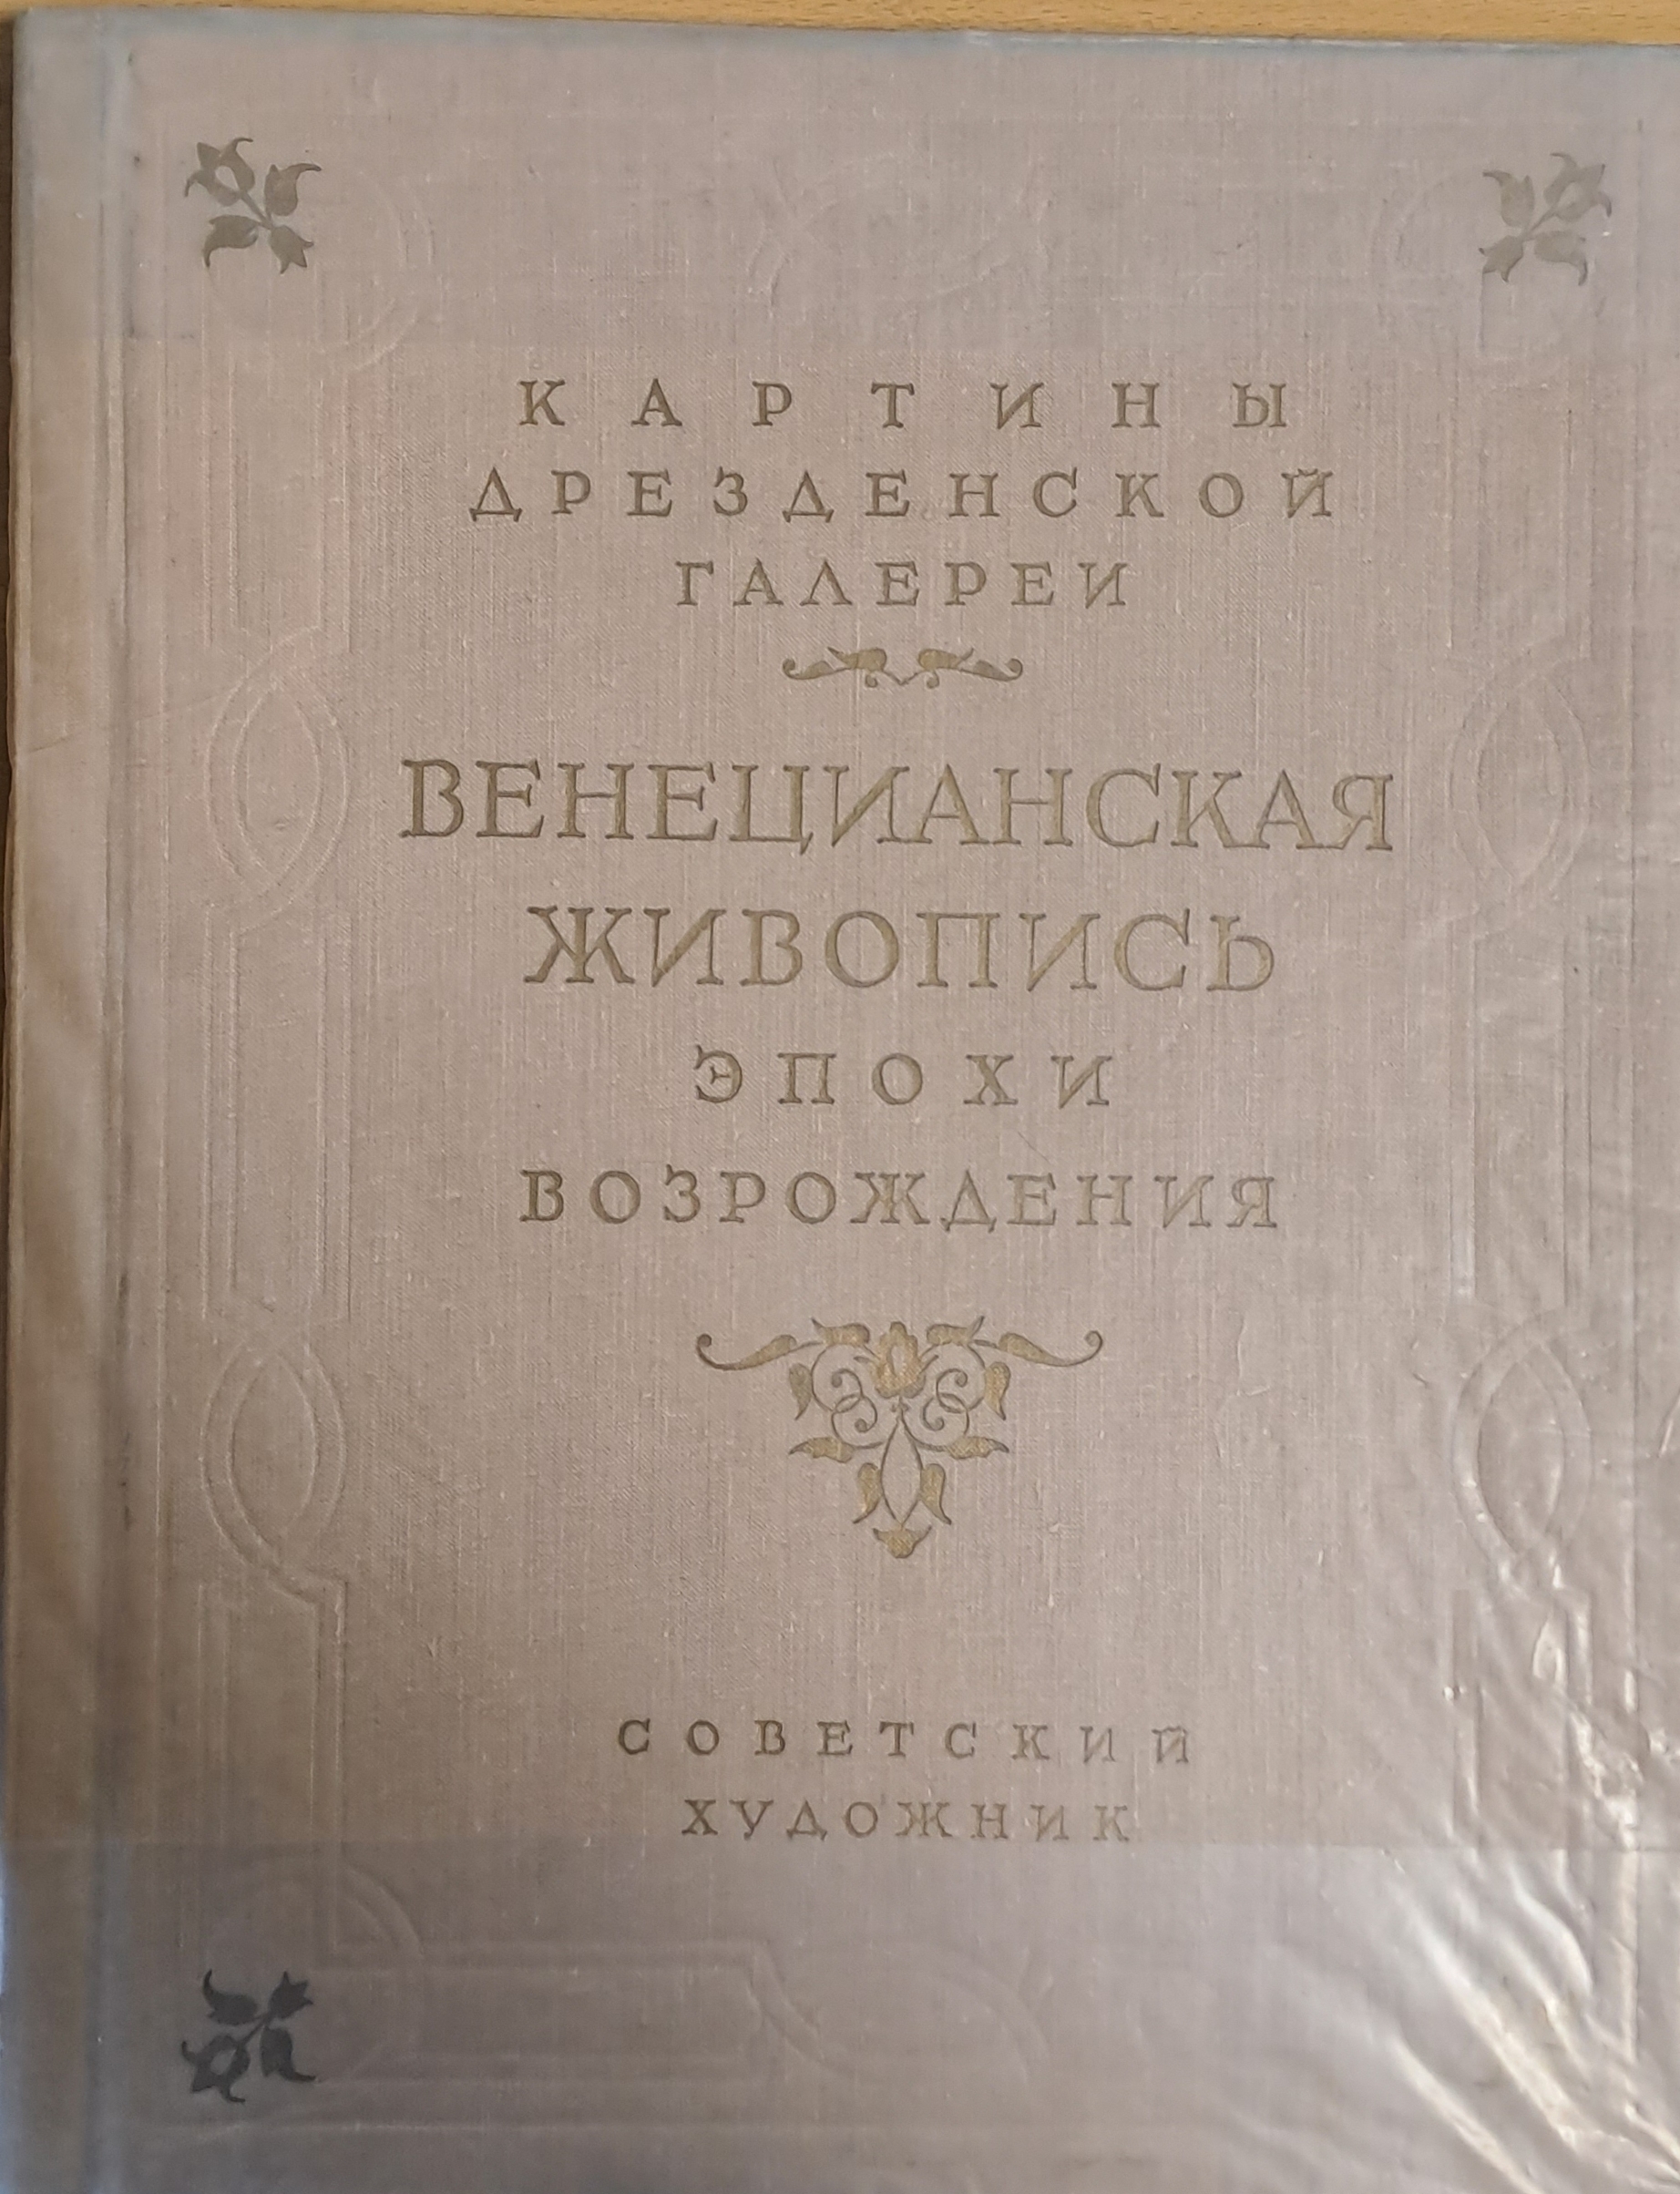 КАРТИНЫ
ДРЕЗДЕНСКОЙ
ГАЛЕРЕИ
ВЕНЕЦИАНСКАЯ
ЖИВОПИСЬ
ЭПОХИ
ВОЗРОЖДЕНИЯ
СОВЕТСКИЙ
ХУДОЖНИК